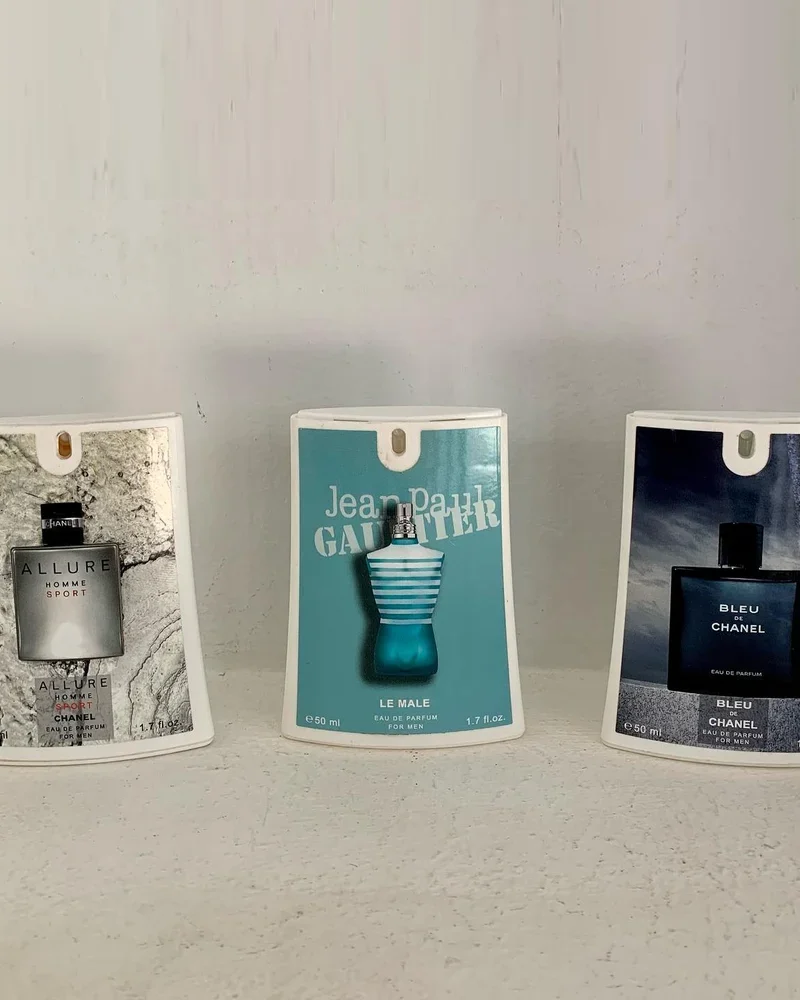 CHANEL
ALLURE
HOMME
SPORT
ALLURE
HOMME
SPORT
CHANEL
EAU DE PARFUM
FOR MEN
1.7 fl.oz.
Jean Paul
GAULTIER
LE MALE
EAU DE PARFUM
FOR MEN
℮50 ml
1.7 fl.oz.
BLEU
DE
CHANEL
EAU DE PARFUM
BLEU
DE
CHANEL
EAU DE PARFUM
FOR MEN
℮50 ml